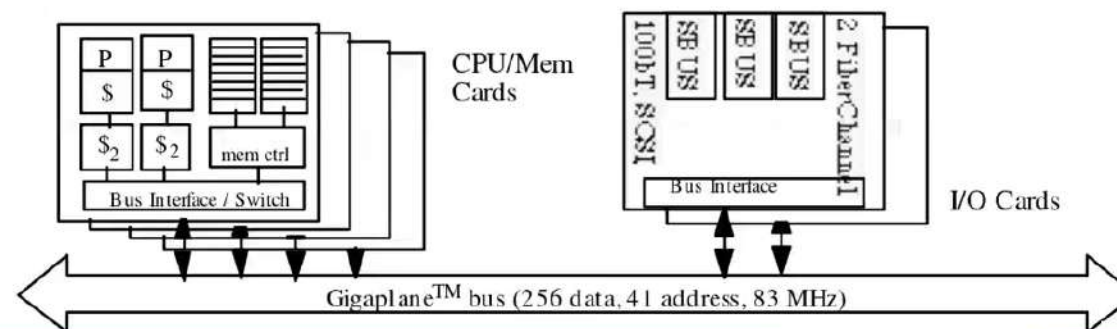 P
P
$
$
$2
$2
mem ctrl
Bus Interface / Switch
CPU/Mem
Cards
100bT, SCSI
SBUS
SBUS
SBUS
2 FiberChannel
Bus Interface
I/O Cards
Gigaplane™ bus (256 data, 41 address, 83 MHz)